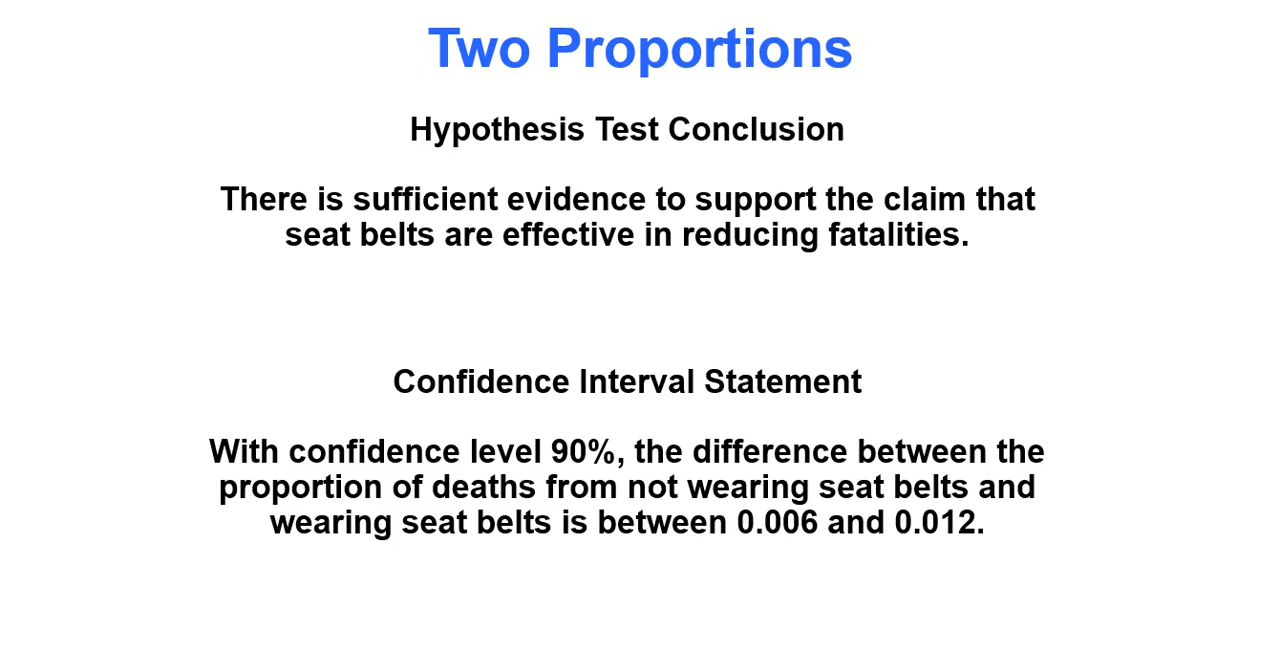 Two Proportions
Hypothesis Test Conclusion
There is sufficient evidence to support the claim that
seat belts are effective in reducing fatalities.
Confidence Interval Statement
With confidence level 90%, the difference between the
proportion of deaths from not wearing seat belts and
wearing seat belts is between 0.006 and 0.012.